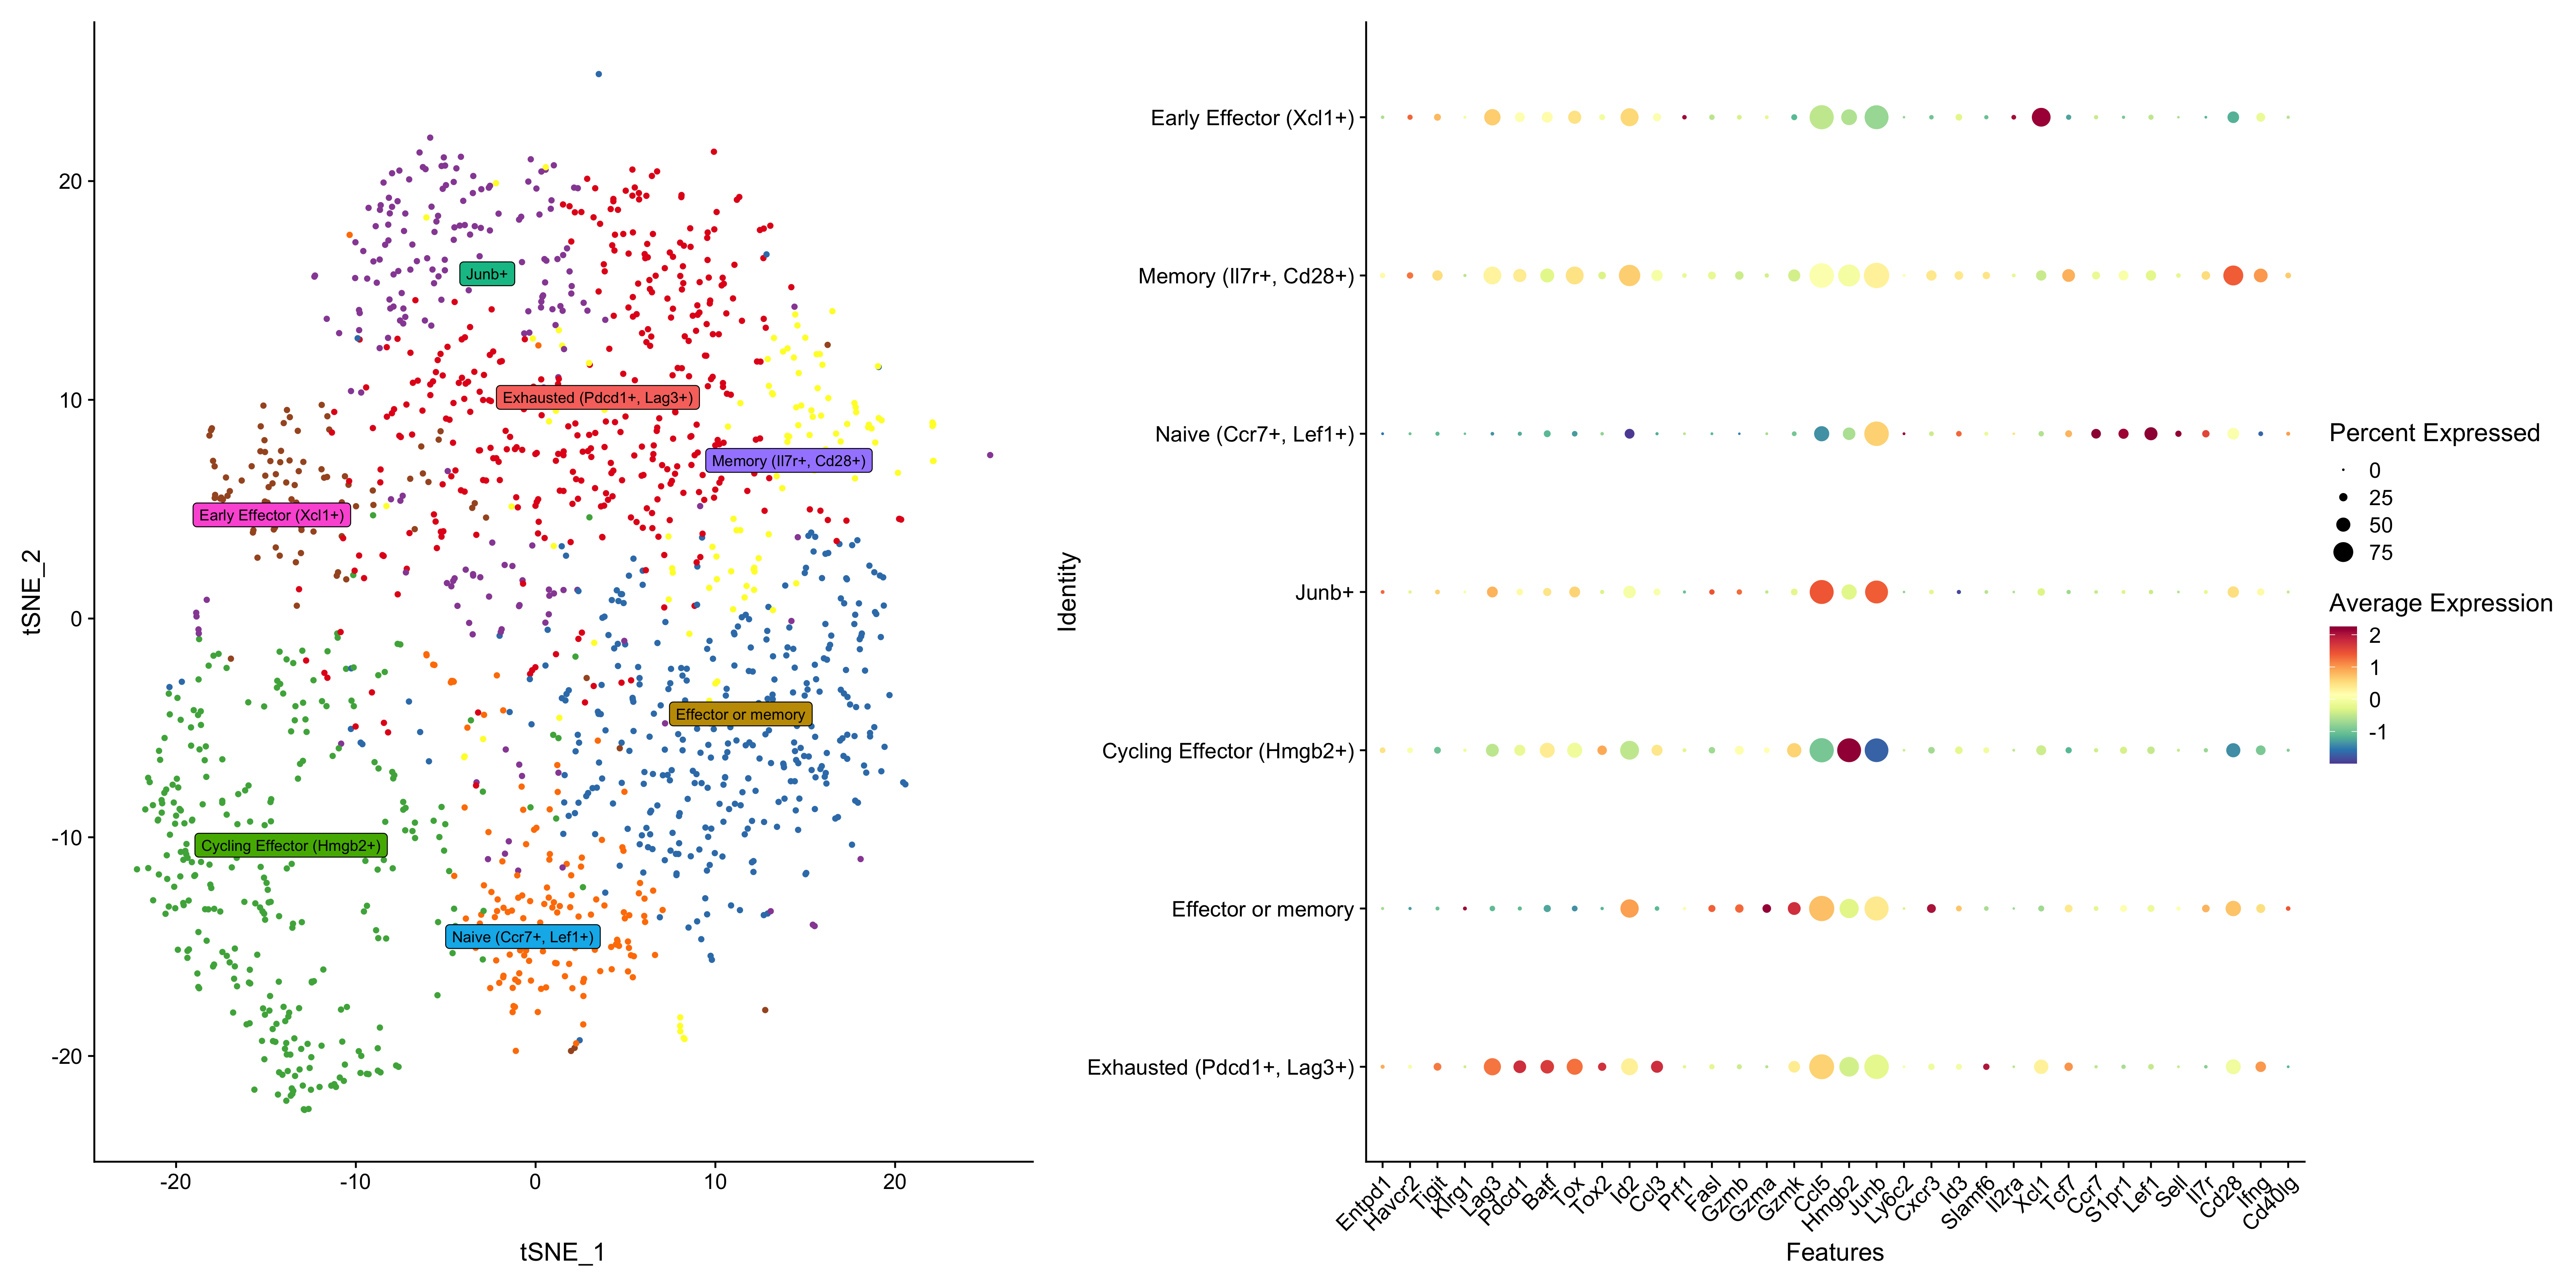 tSNE_2
20
10
0
-10
-20
-20
-10
0
10
20
tSNE_1
Junb+
Exhausted (Pdcd1+, Lag3+)
Memory (Il7r+, Cd28+)
Early Effector (Xcl1+)
Effector or memory
Cycling Effector (Hmgb2+)
Naive (Ccr7+, Lef1+)
Identity
Early Effector (Xcl1+)
Memory (Il7r+, Cd28+)
Naive (Ccr7+, Lef1+)
Junb+
Cycling Effector (Hmgb2+)
Effector or memory
Exhausted (Pdcd1+, Lag3+)
Entpd1
Havcr2
Tigit
Klrg1
Lag3
Pdcd1
Batf
Tox
Tox2
Id2
Ccl3
Prf1
Fasl
Gzmb
Gzma
Gzmk
Ccl5
Hmgb2
Junb
Ly6c2
Cxcr3
Id3
Slamf6
Il2ra
Xcl1
Tcf7
Ccr7
S1pr1
Lef1
Sell
Il7r
Cd28
Ifng
Cd40lg
Features
Percent Expressed
0
25
50
75
Average Expression
2
1
0
-1